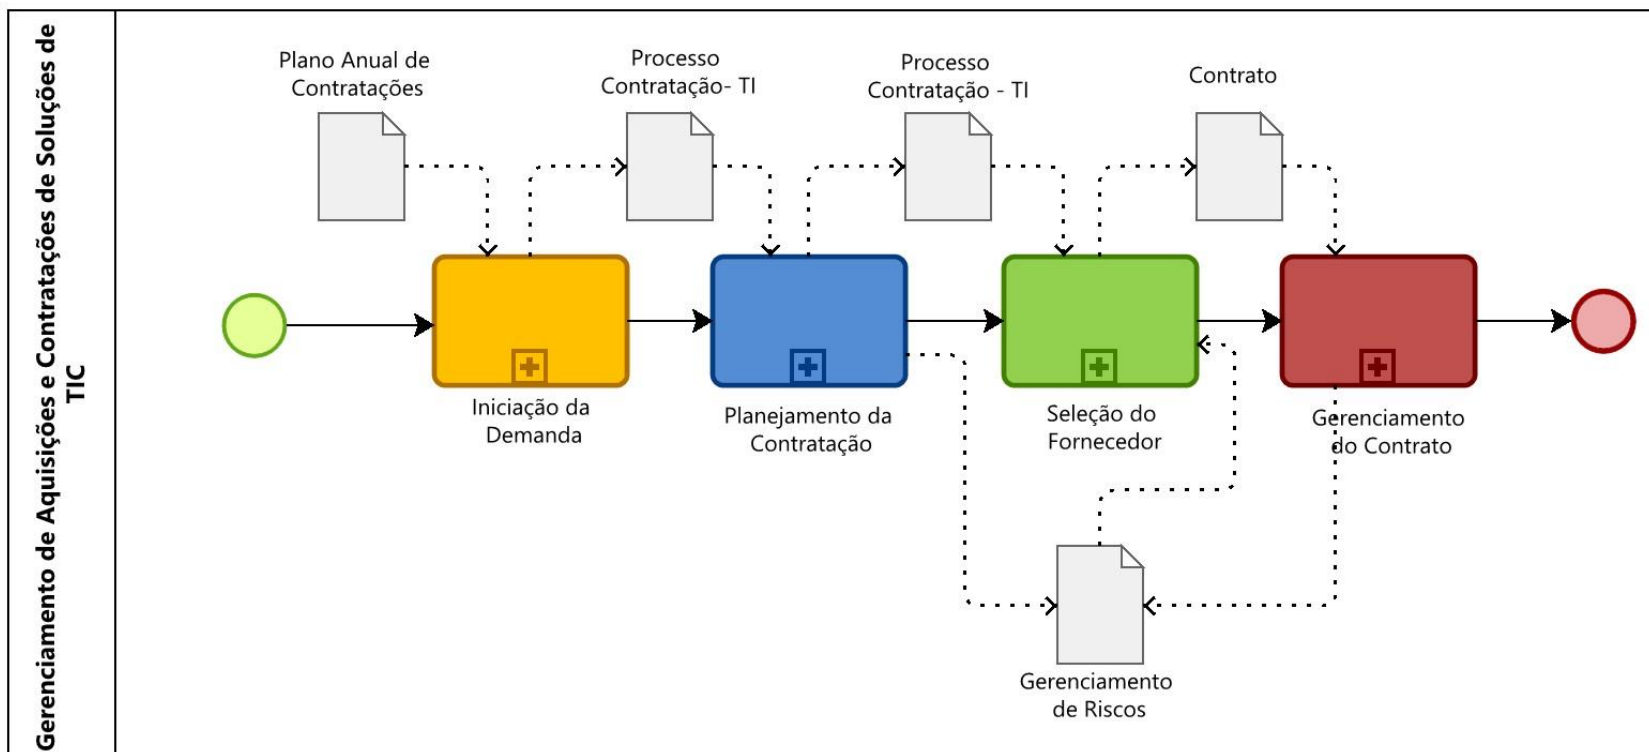 Gerenciamento de Aquisições e Contratações de Soluções de
TIC
Plano Anual de
Contratações
Processo
Contratação- TI
Processo
Contratação - TI
Contrato
Iniciação da
Demanda
Planejamento da
Contratação
Seleção do
Fornecedor
Gerenciamento
do Contrato
Gerenciamento
de Riscos